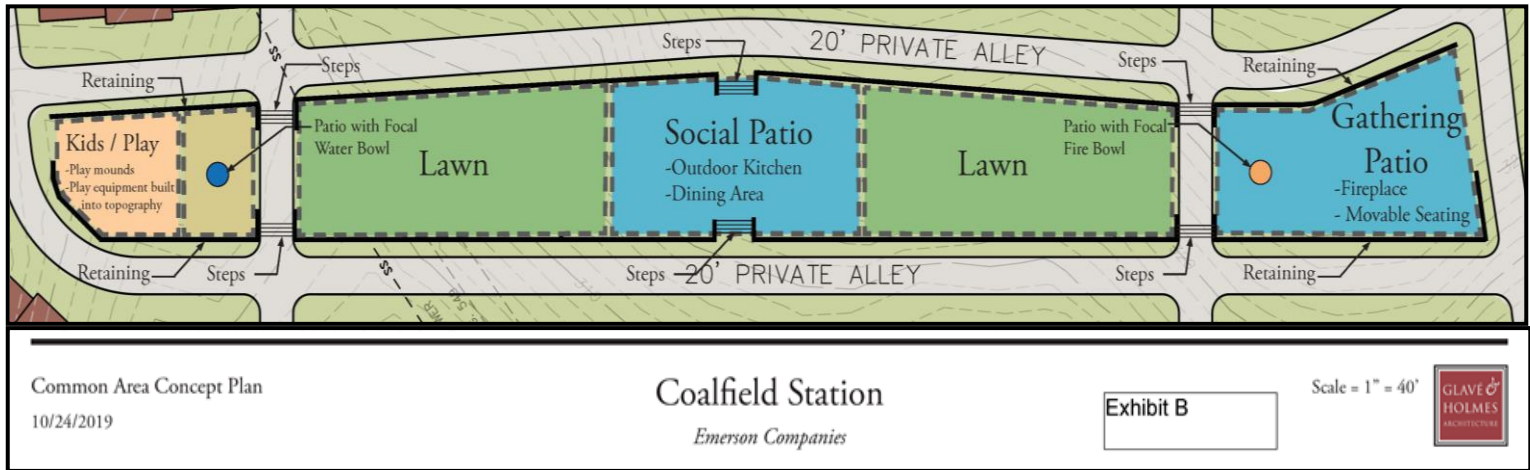 Steps
20' PRIVATE ALLEY
Steps
Retaining
Retaining
Steps
SS
Kids / Play
-Play mounds
-Play equipment built
into topography
Patio with Focal
Water Bowl
Lawn
Social Patio
-Outdoor Kitchen
-Dining Area
Lawn
Patio with Focal
Fire Bowl
Gathering
Patio
-Fireplace
- Movable Seating
Retaining
Steps
SS
Steps
20' PRIVATE ALLEY
Steps
Retaining
Common Area Concept Plan
10/24/2019
Coalfield Station
Emerson Companies
Exhibit B
Scale = 1" = 40'
GLAVÉ &
HOLMES
ARCHITECTURE